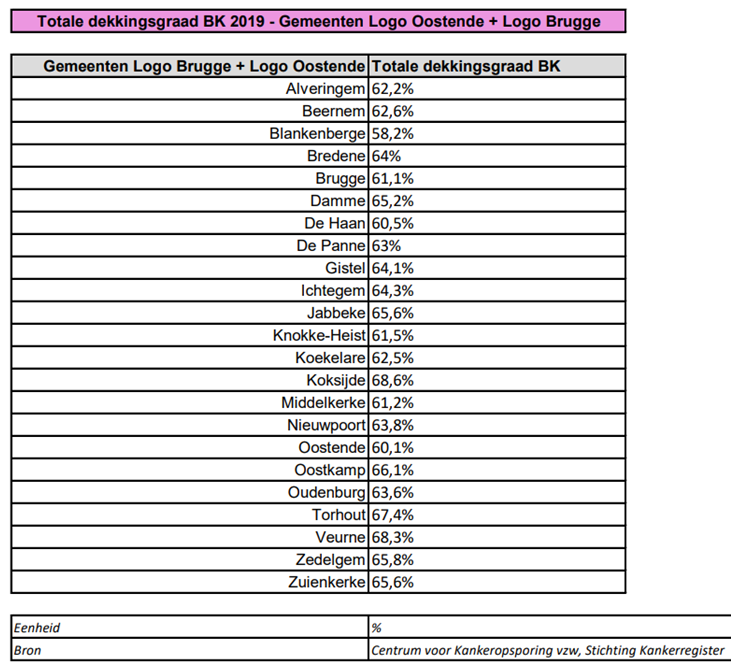 Totale dekkingsgraad BK 2019 - Gemeenten Logo Oostende + Logo Brugge
Gemeenten Logo Brugge + Logo Oostende Totale dekkingsgraad BK
Alveringem 62,2%
Beernem 62,6%
Blankenberge 58,2%
Bredene 64%
Brugge 61,1%
Damme 65,2%
De Haan 60,5%
De Panne 63%
Gistel 64,1%
Ichtegem 64,3%
Jabbeke 65,6%
Knokke-Heist 61,5%
Koekelare 62,5%
Koksijde 68,6%
Middelkerke 61,2%
Nieuwpoort 63,8%
Oostende 60,1%
Oostkamp 66,1%
Oudenburg 63,6%
Torhout 67,4%
Veurne 68,3%
Zedelgem 65,8%
Zuienkerke 65,6%
Eenheid %
Bron Centrum voor Kankeropsporing vzw, Stichting Kankerregister